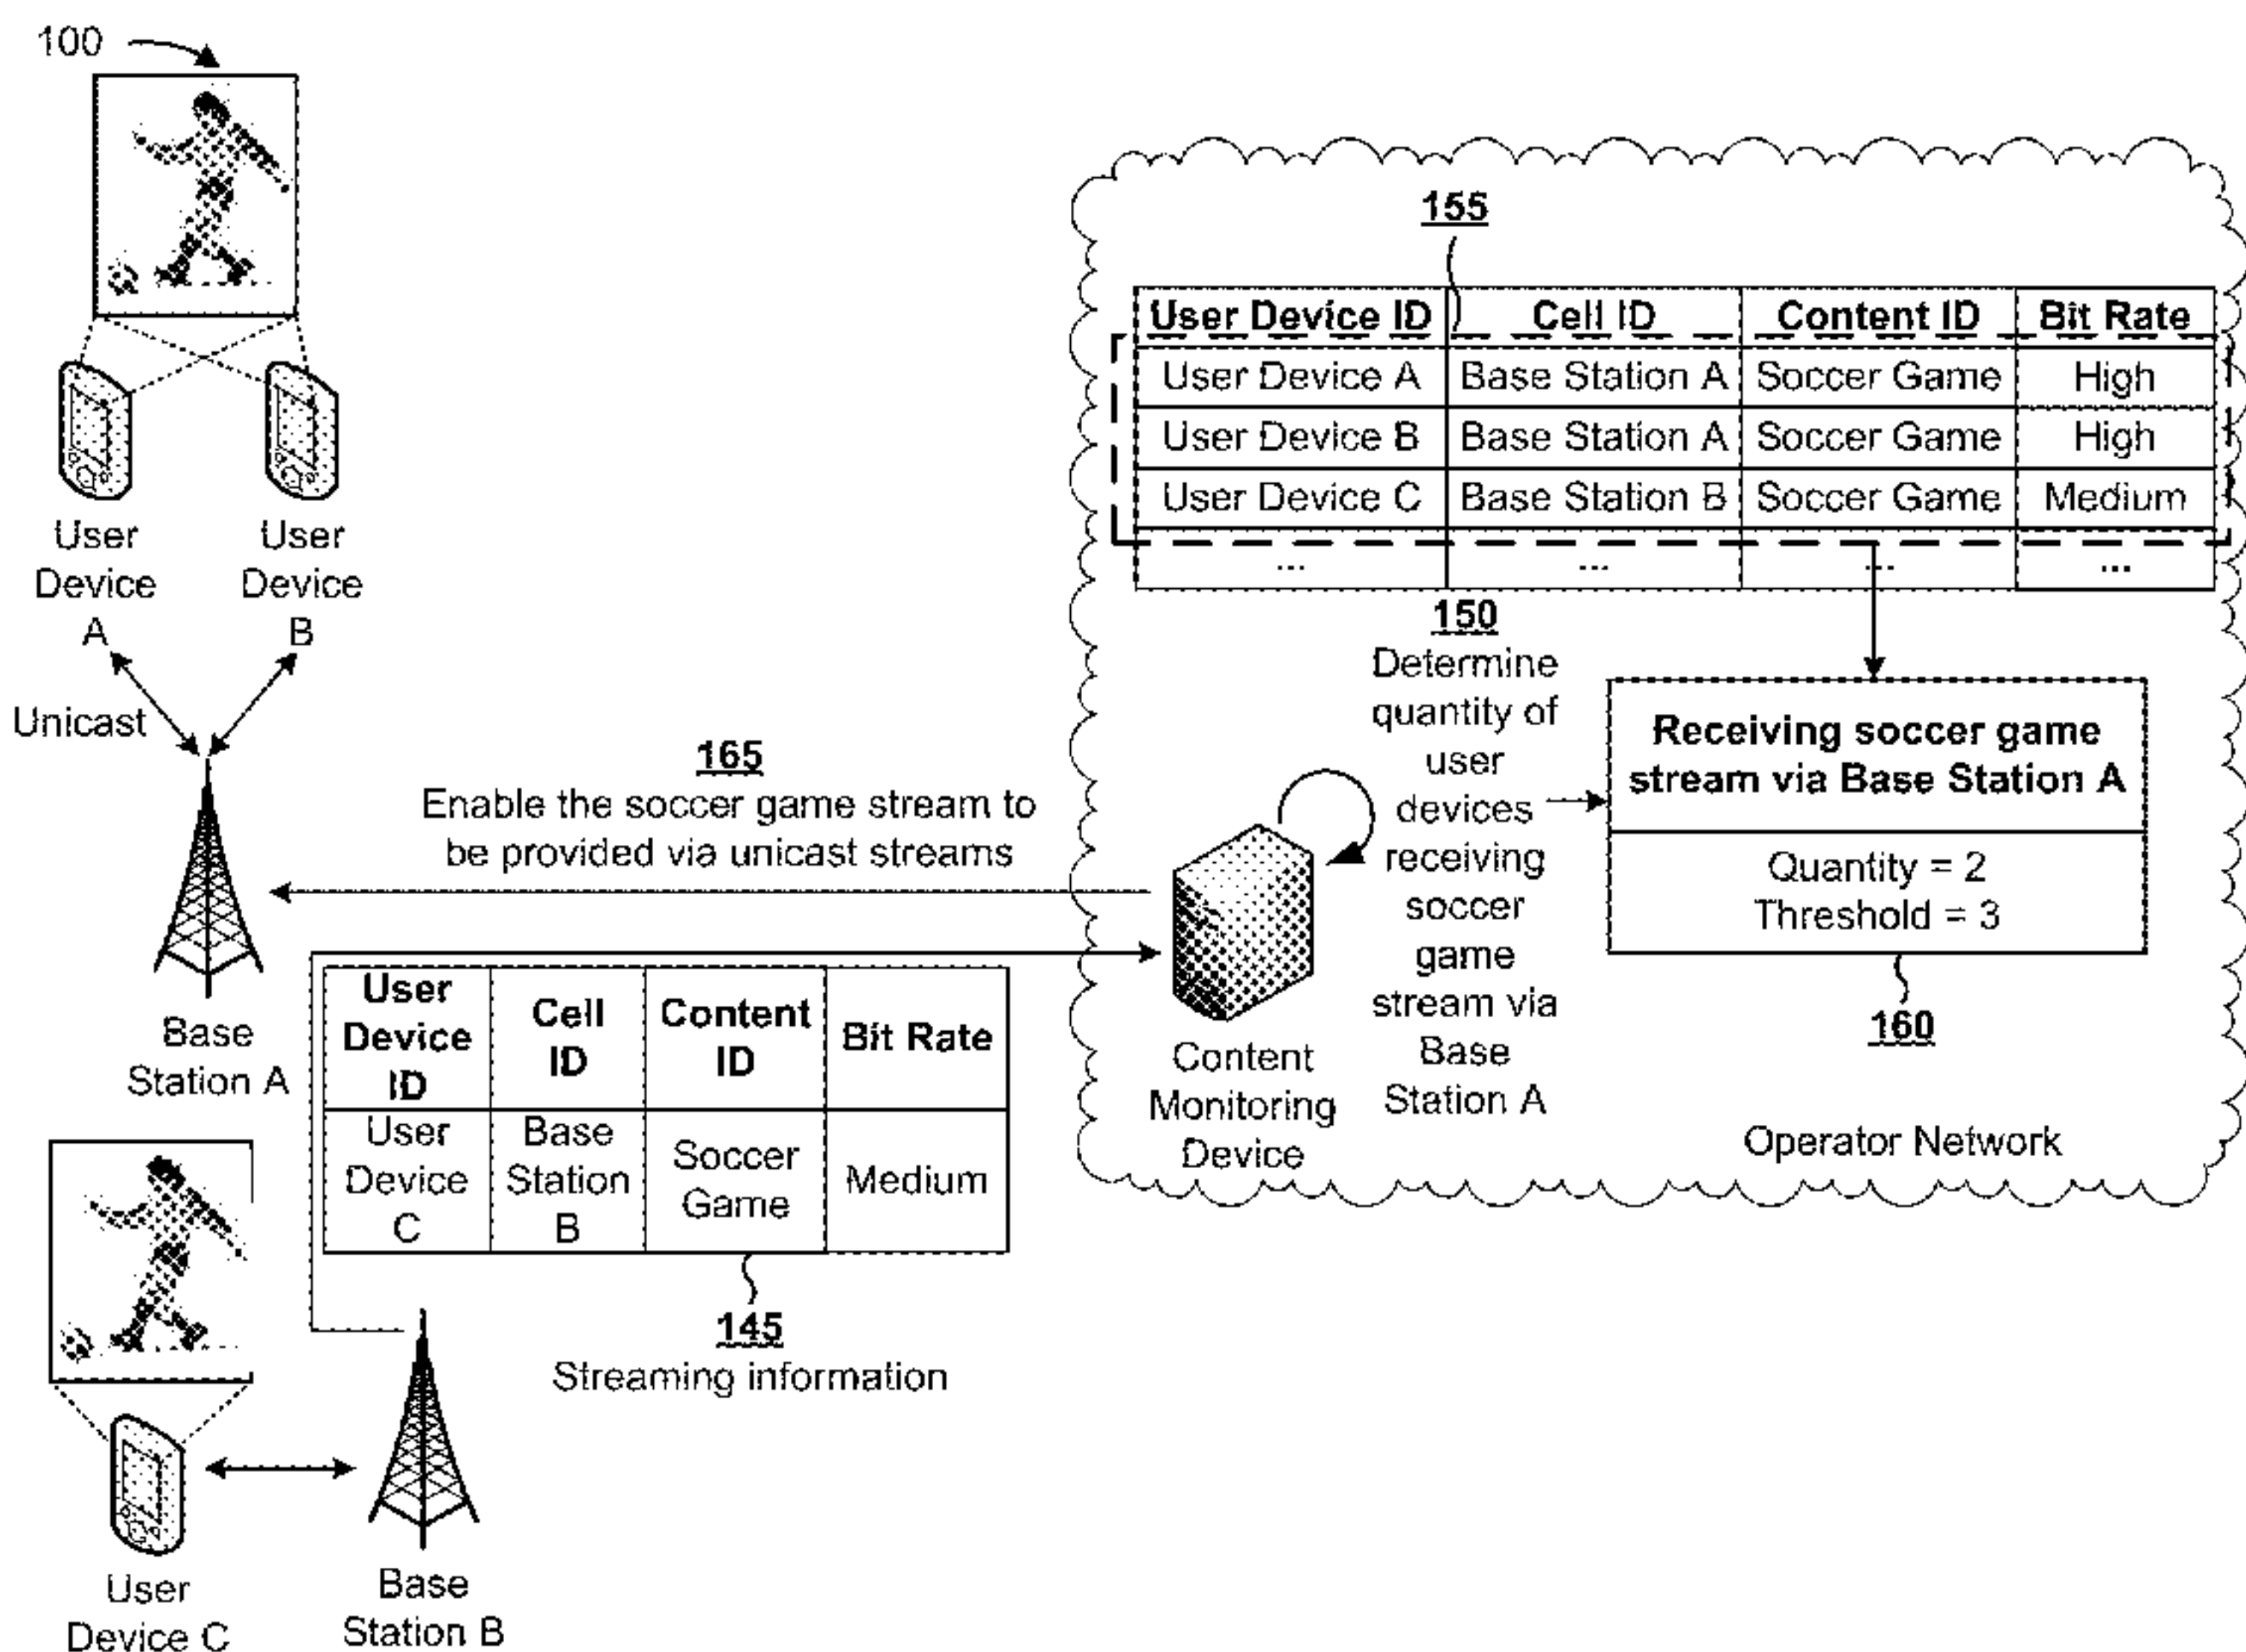 100
User
Device
A
User
Device
B
Unicast
Base
Station A
165
Enable the soccer game stream to
be provided via unicast streams
155
User Device ID Cell ID Content ID Bit Rate
User Device A Base Station A Soccer Game High
User Device B Base Station A Soccer Game High
User Device C Base Station B Soccer Game Medium
... ... ... ...
150
Determine
quantity of
user
devices
receiving
soccer
game
stream via
Base
Station A
Receiving soccer game
stream via Base Station A
Quantity = 2
Threshold = 3
160
Content
Monitoring
Device
Operator Network
User
Device
ID
Cell
ID
Content
ID
Bit Rate
User
Device
C
Base
Station
B
Soccer
Game
Medium
145
Streaming information
User
Device C
Base
Station B